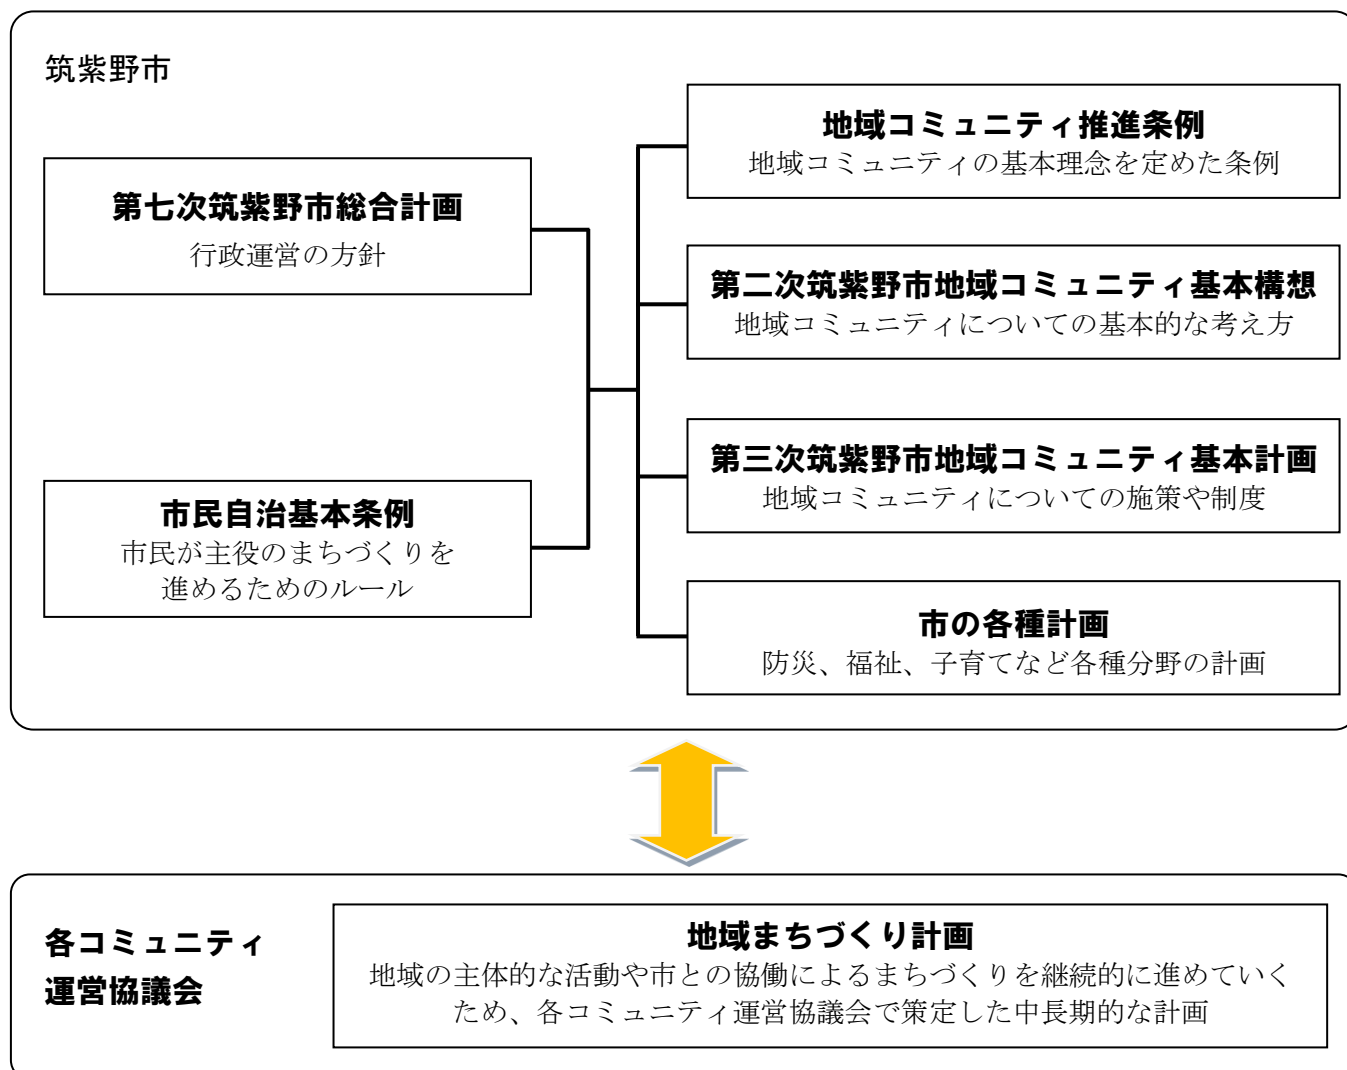 筑紫野市
第七次筑紫野市総合計画
行政運営の方針
市民自治基本条例
市民が主役のまちづくりを
進めるためのルール
地域コミュニティ推進条例
地域コミュニティの基本理念を定めた条例
第二次筑紫野市地域コミュニティ基本構想
地域コミュニティについての基本的な考え方
第三次筑紫野市地域コミュニティ基本計画
地域コミュニティについての施策や制度
市の各種計画
防災、福祉、子育てなど各種分野の計画
各コミュニティ
運営協議会
地域まちづくり計画
地域の主体的な活動や市との協働によるまちづくりを継続的に進めていく
ため、各コミュニティ運営協議会で策定した中長期的な計画